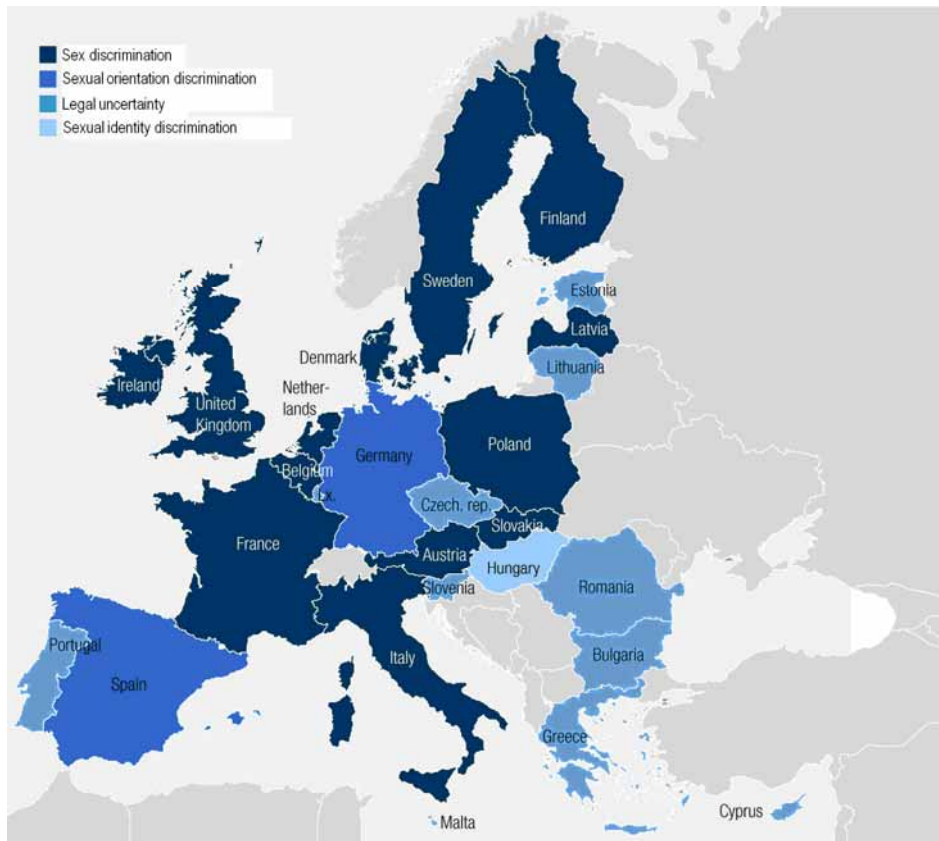 Sex discrimination
Sexual orientation discrimination
Legal uncertainty
Sexual identity discrimination
Finland
Sweden
Estonia
Latvia
Denmark
Lithuania
Ireland
Nether-
lands
United
Kingdom
Poland
Germany
Belgium
Lx.
Czech. rep.
Slovakia
France
Austria
Hungary
Slovenia
Romania
Portugal
Italy
Bulgaria
Spain
Greece
Cyprus
Malta